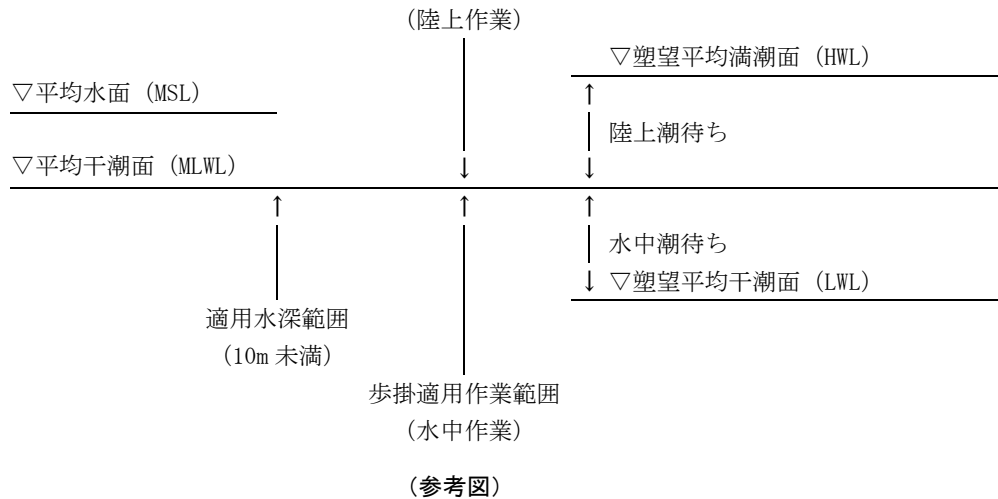 （陸上作業）
▽塑望平均満潮面（HWL）
▽平均水面（MSL）
陸上潮待ち
▽平均干潮面（MLWL）
水中潮待ち
▽塑望平均干潮面（LWL）
適用水深範囲
（10m 未満）
歩掛適用作業範囲
（水中作業）
（参考図）